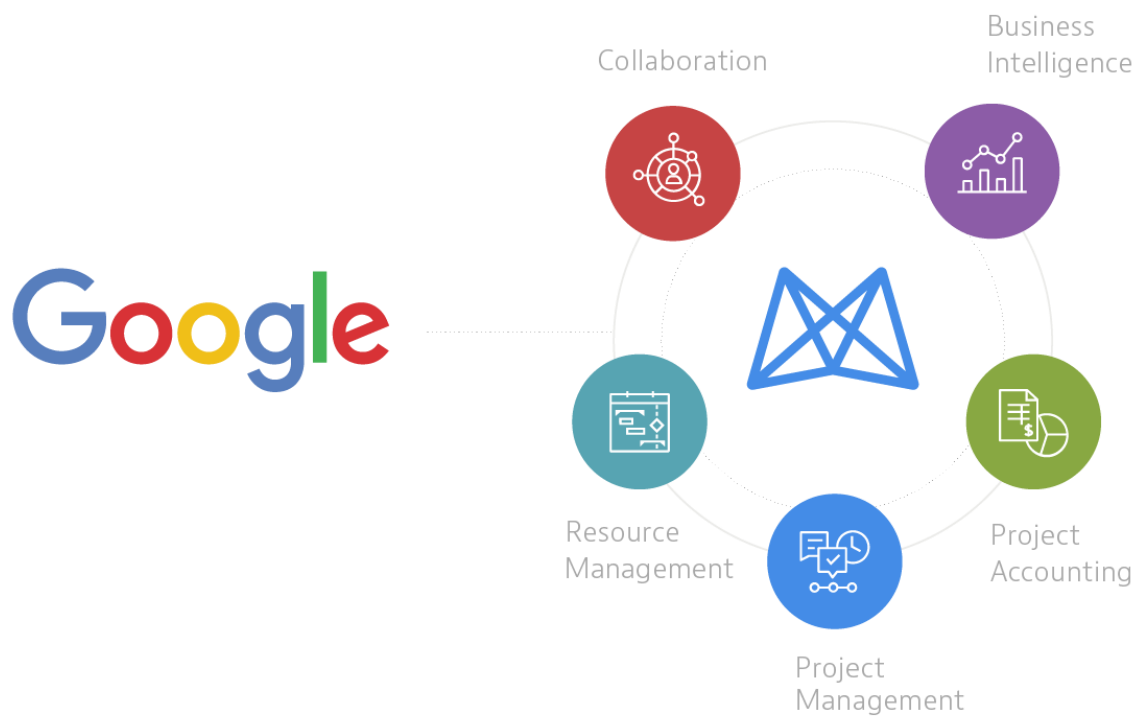 Collaboration
Business
Intelligence
Google
Resource
Management
Project
Accounting
$
Project
Management